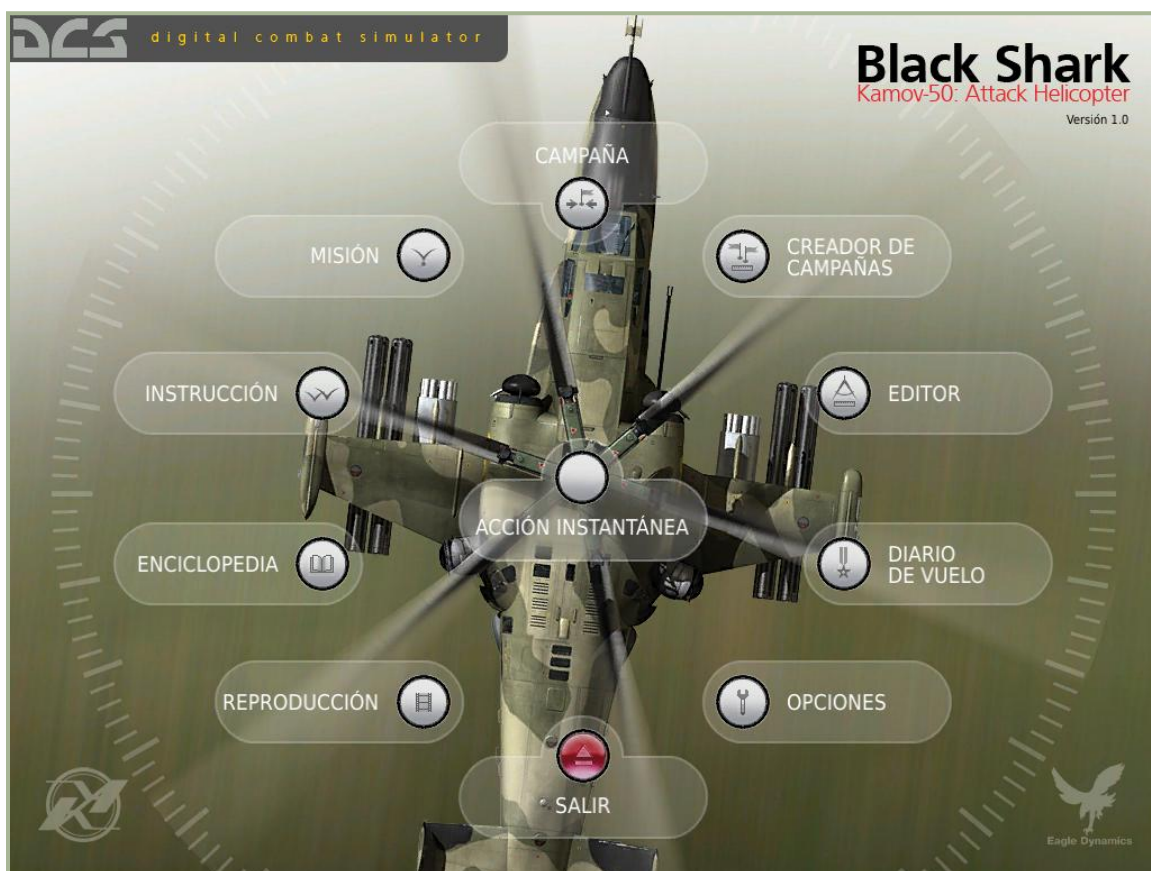 DCS digital combat simulator
Black Shark
Kamov-50: Attack Helicopter
Versión 1.0
CAMPAÑA
MISIÓN
CREADOR DE
CAMPAÑAS
INSTRUCCIÓN
EDITOR
ACCIÓN INSTANTÁNEA
ENCICLOPEDIA
DIARIO
DE VUELO
REPRODUCCIÓN
OPCIONES
SALIR
Eagle Dynamics